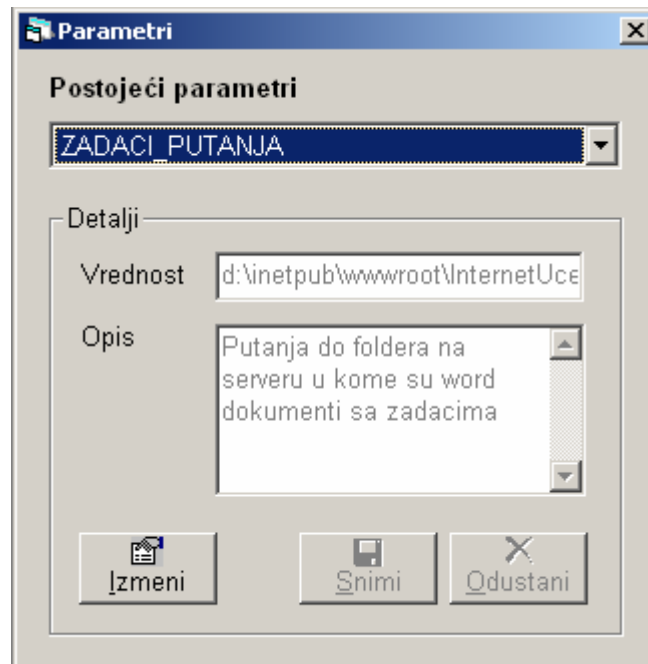 Parametri
Postojeći parametri
ZADACI_PUTANJA
Detalji
Vrednost d:\inetpub\wwwroot\InternetUce
Opis
Putanja do foldera na
serveru u kome su word
dokumenti sa zadacima
Izmeni Snimi Odustani